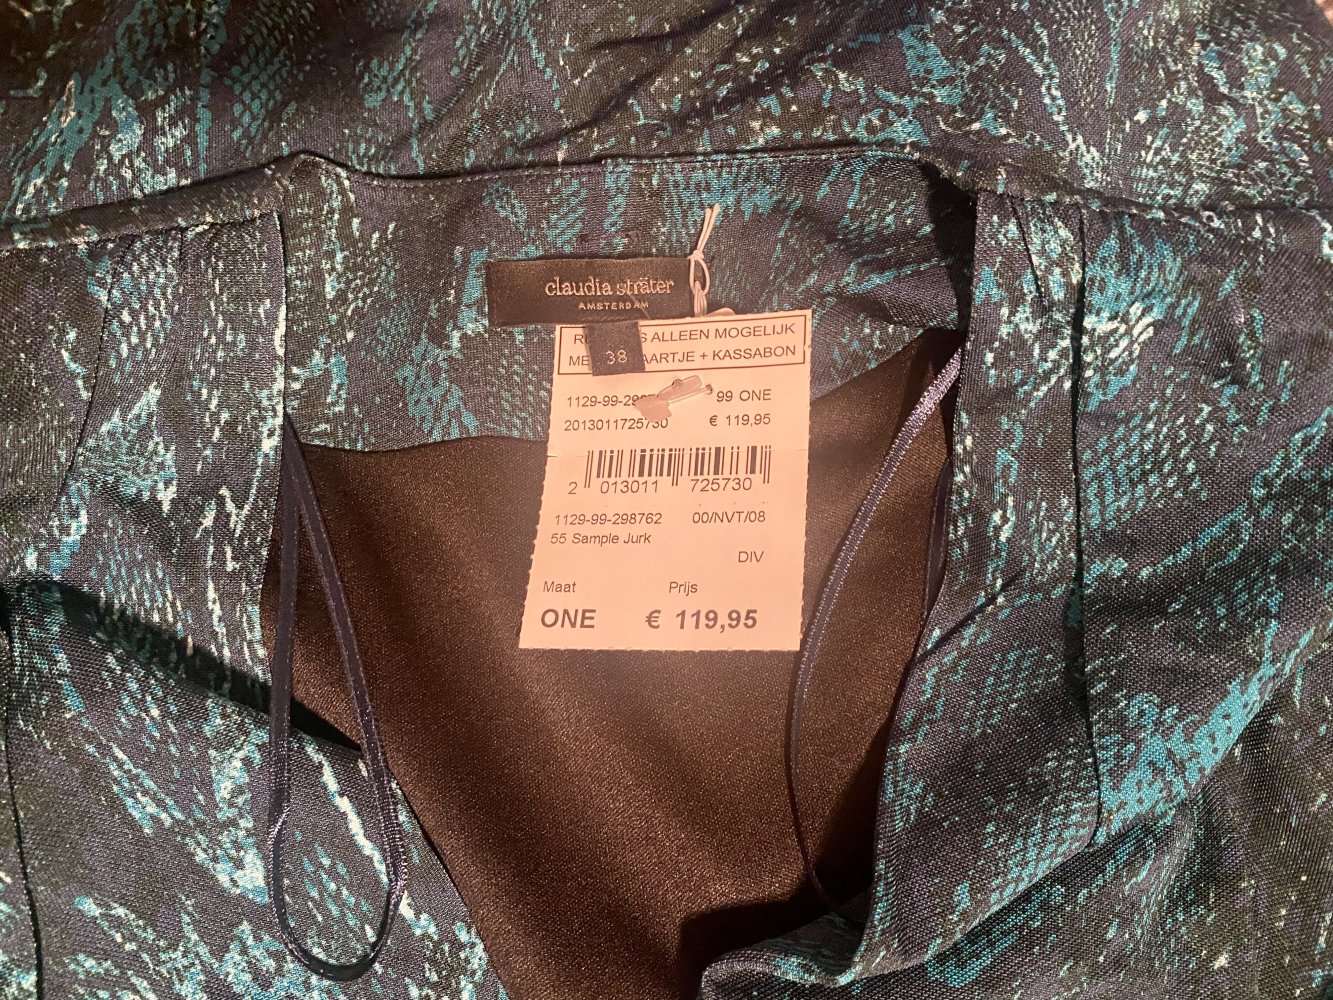 claudia sträter
AMSTERDAM
38
ALLEEN MOGELIJK
+ KASSABON
99 ONE
2013011725730 € 119,95
2 013011 725730
1129-99-298762 00/NVT/08
55 Sample Jurk
DIV
Maat Prijs
ONE € 119,95